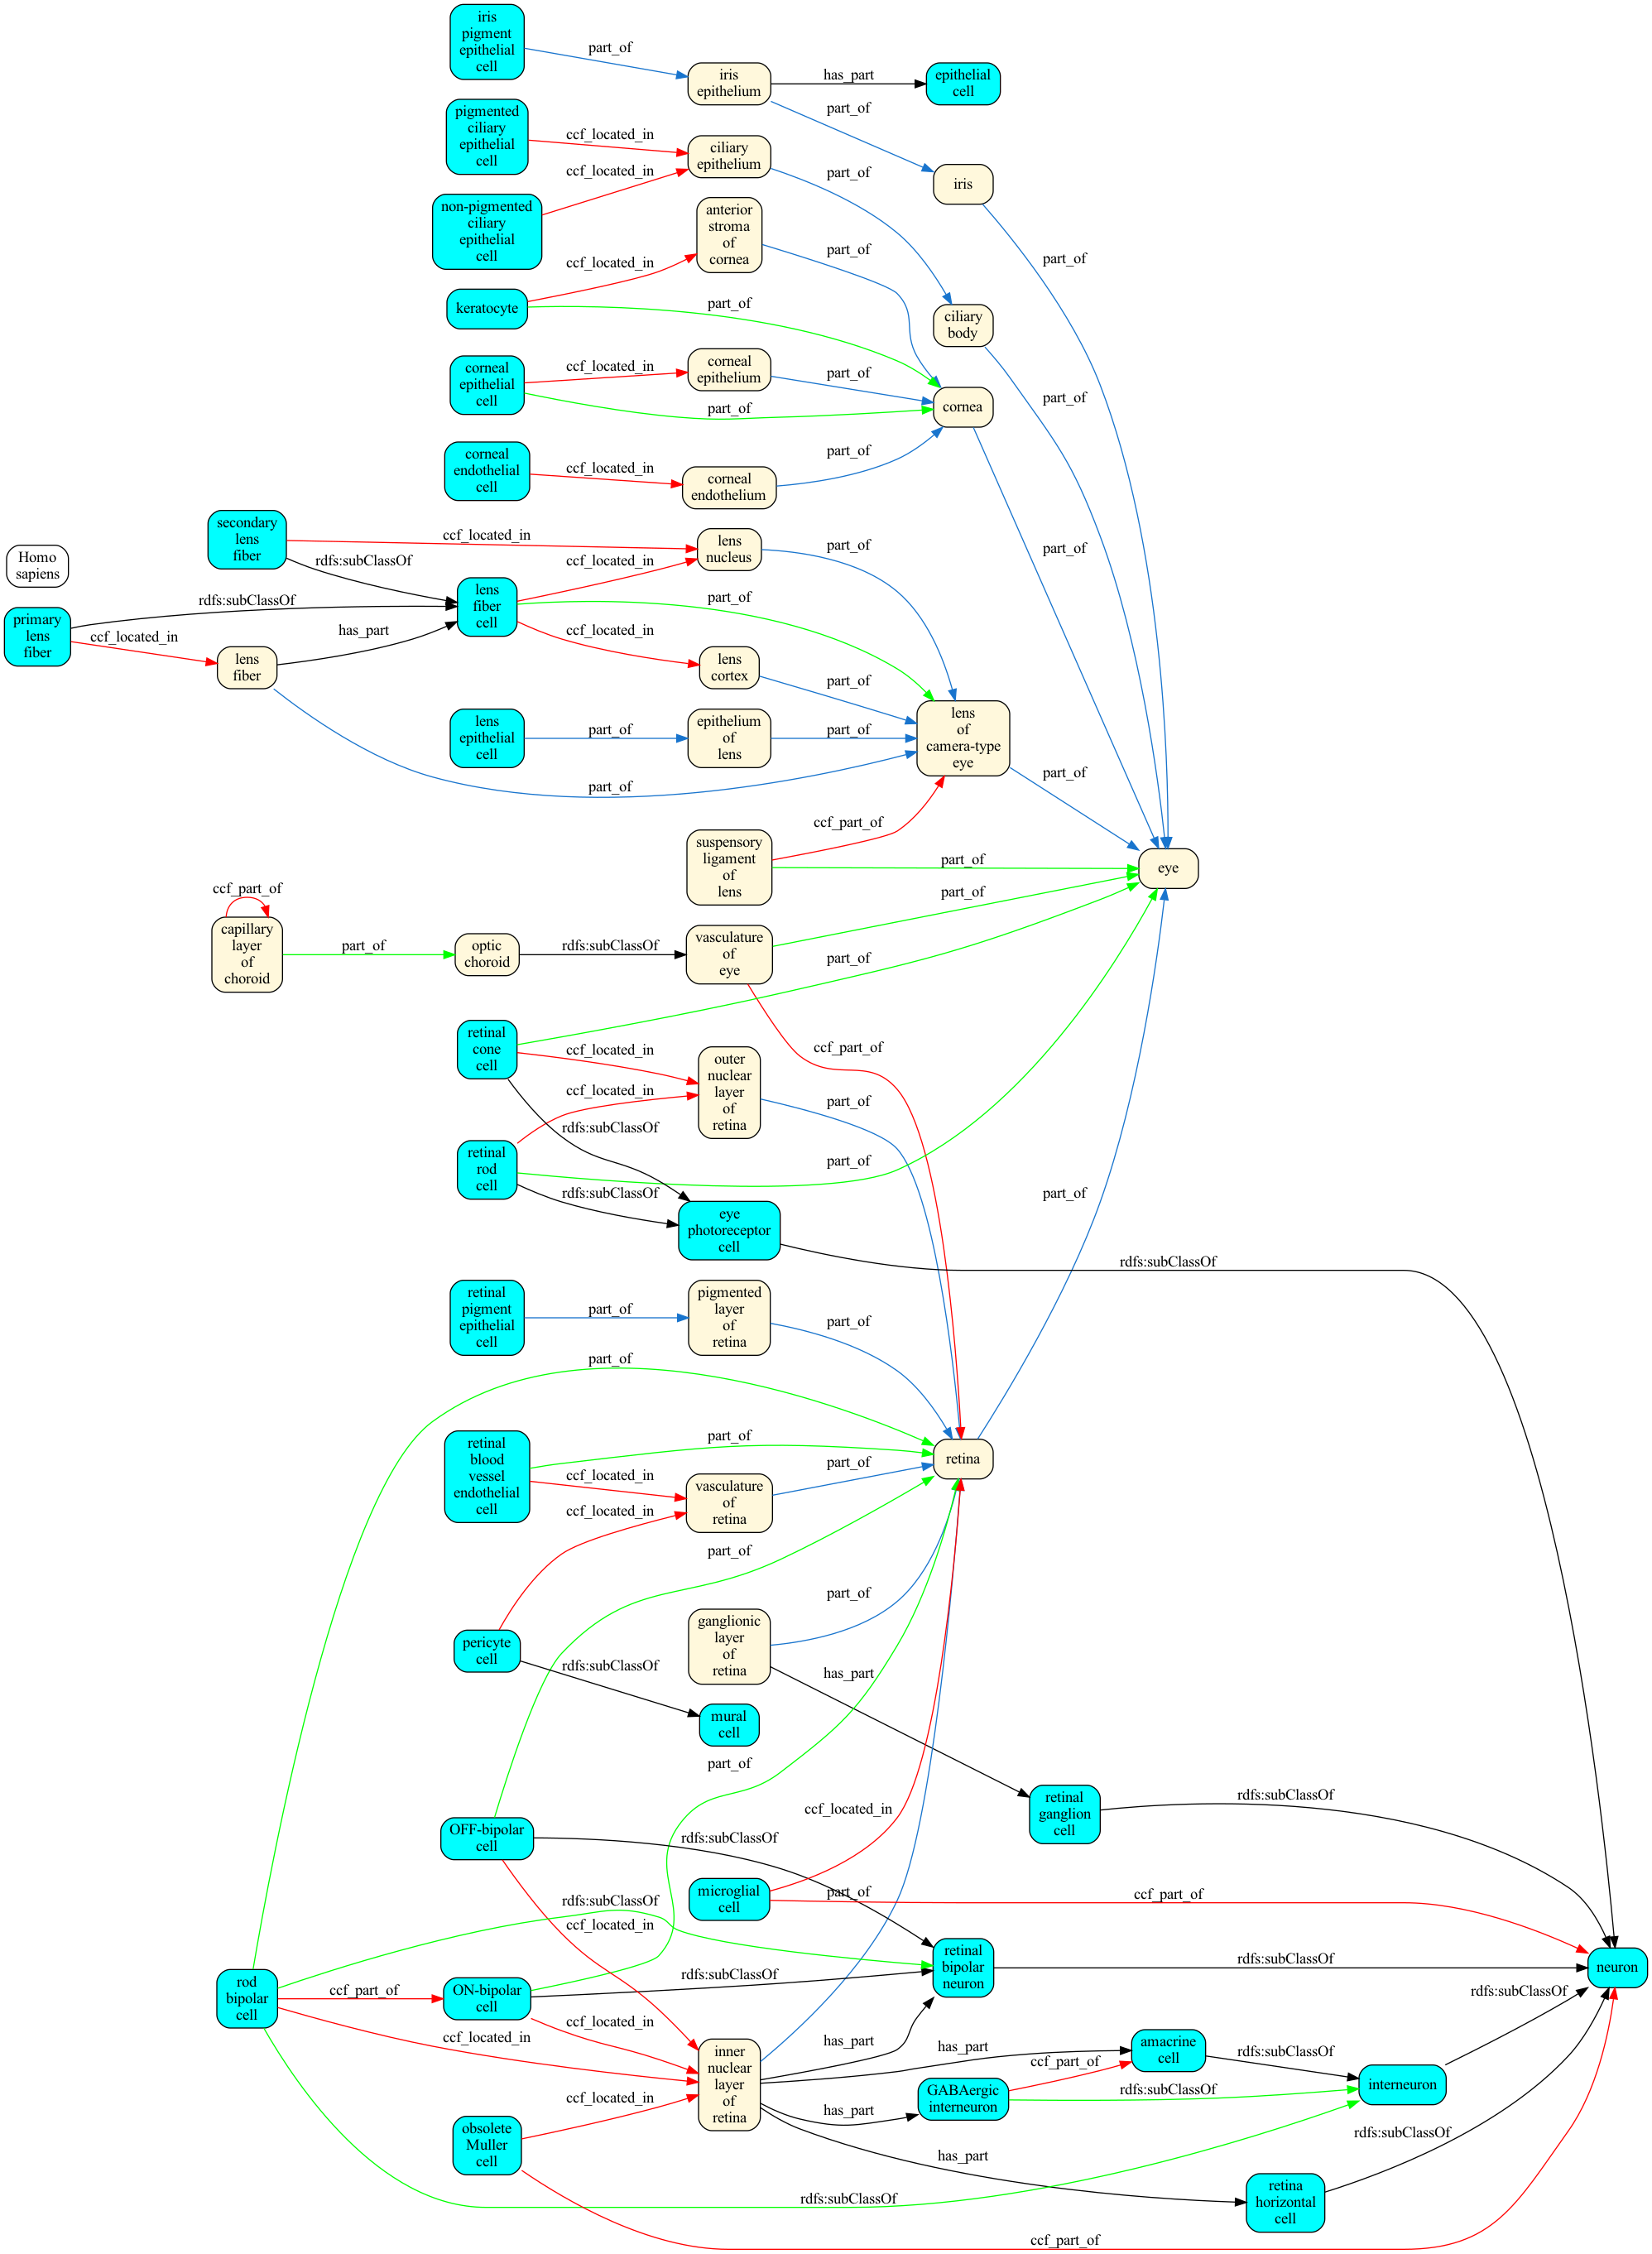 iris
pigment
epithelial
cell
part_of
iris
epithelium
has_part
epithelial
cell
part_of
pigmented
ciliary
epithelial
cell
ccf_located_in
ciliary
epithelium
part_of
iris
ccf_located_in
non-pigmented
ciliary
epithelial
cell
anterior
stroma
of
cornea
part_of
part_of
ccf_located_in
keratocyte
part_of
ciliary
body
corneal
epithelial
cell
ccf_located_in
corneal
epithelium
part_of
part_of
cornea
part_of
corneal
endothelial
cell
ccf_located_in
corneal
endothelium
part_of
secondary
lens
fiber
ccf_located_in
lens
nucleus
part_of
part_of
Homo
sapiens
rdfs:subClassOf
ccf_located_in
primary
lens
fiber
rdfs:subClassOf
ccf_located_in
lens
fiber
has_part
lens
fiber
cell
part_of
ccf_located_in
lens
cortex
part_of
lens
epithelial
cell
part_of
epithelium
of
lens
part_of
lens
of
camera-type
eye
part_of
part_of
suspensory
ligament
of
lens
ccf_part_of
part_of
eye
ccf_part_of
capillary
layer
of
choroid
part_of
optic
choroid
rdfs:subClassOf
vasculature
of
eye
part_of
part_of
retinal
cone
cell
ccf_located_in
ccf_part_of
outer
nuclear
layer
of
retina
ccf_located_in
part_of
rdfs:subClassOf
retinal
rod
cell
part_of
rdfs:subClassOf
part_of
eye
photoreceptor
cell
rdfs:subClassOf
retinal
pigment
epithelial
cell
part_of
pigmented
layer
of
retina
part_of
part_of
retinal
blood
vessel
endothelial
cell
part_of
ccf_located_in
vasculature
of
retina
part_of
retina
ccf_located_in
part_of
pericyte
cell
rdfs:subClassOf
ganglionic
layer
of
retina
part_of
has_part
mural
cell
part_of
retinal
ganglion
cell
rdfs:subClassOf
OFF-bipolar
cell
rdfs:subClassOf
ccf_located_in
microglial
cell
part_of
ccf_part_of
rdfs:subClassOf
ccf_located_in
rod
bipolar
cell
ccf_part_of
ON-bipolar
cell
rdfs:subClassOf
retinal
bipolar
neuron
rdfs:subClassOf
neuron
ccf_located_in
ccf_located_in
inner
nuclear
layer
of
retina
has_part
has_part
amacrine
cell
rdfs:subClassOf
rdfs:subClassOf
ccf_part_of
GABAergic
interneuron
rdfs:subClassOf
interneuron
ccf_located_in
has_part
obsolete
Muller
cell
has_part
rdfs:subClassOf
rdfs:subClassOf
retina
horizontal
cell
ccf_part_of